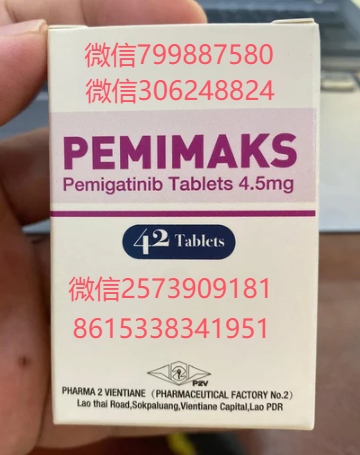 微信799887580
微信306248824
PEMIMAKS
Pemigatinib Tablets 4.5mg
42 Tablets
微信2573909181
8615338341951
P2V
PHARMA 2 VIENTIANE ( PHARMACEUTICAL FACTORY No.2)
Lao thai Road,Sokpaluang,Vientiane Capital,Lao PDR